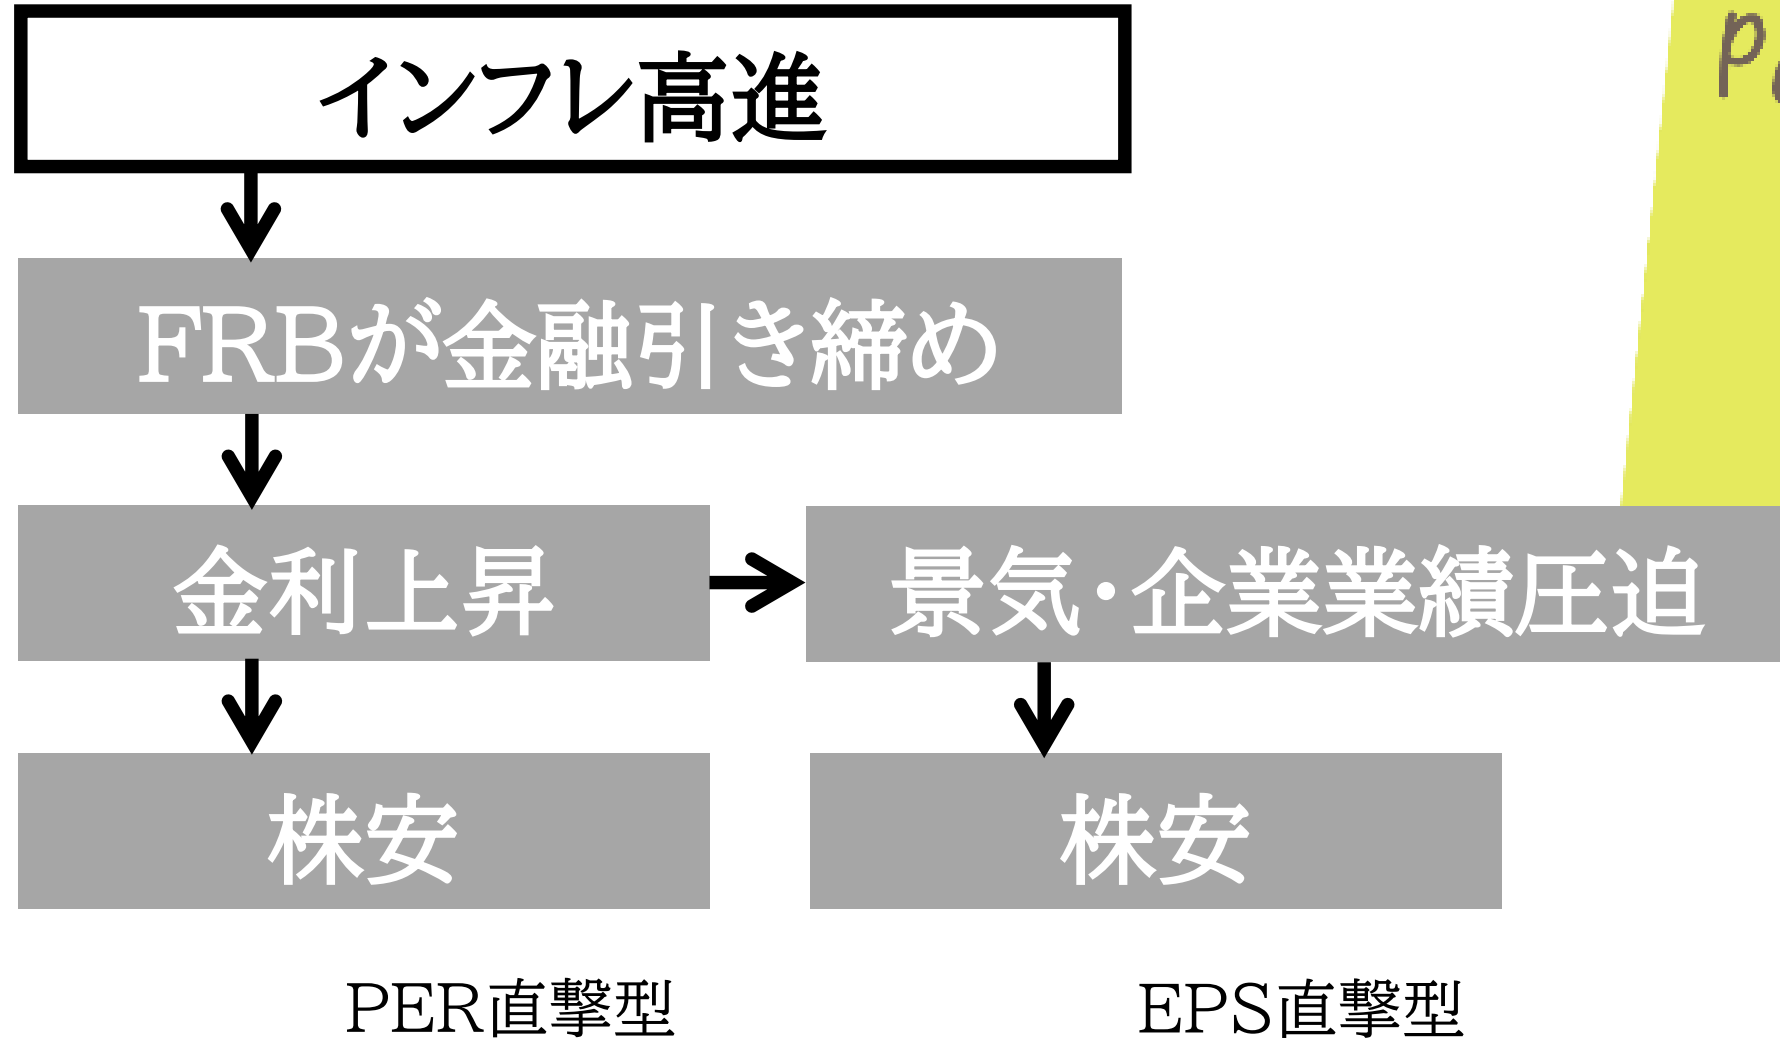 インフレ高進
FRBが金融引き締め
金利上昇
景気・企業業績圧迫
株安
株安
PER直撃型
EPS直撃型